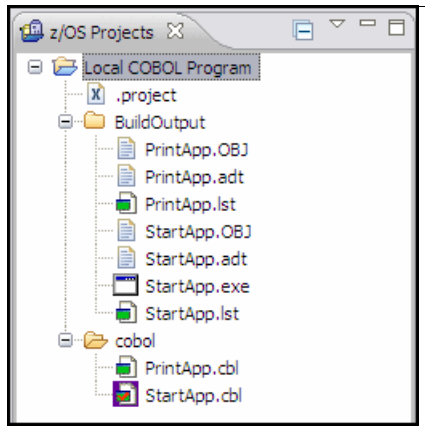 z/OS Projects
Local COBOL Program
X .project
BuildOutput
PrintApp.OBJ
PrintApp.adt
PrintApp.lst
StartApp.OBJ
StartApp.adt
StartApp.exe
StartApp.lst
cobol
PrintApp.cbl
StartApp.cbl